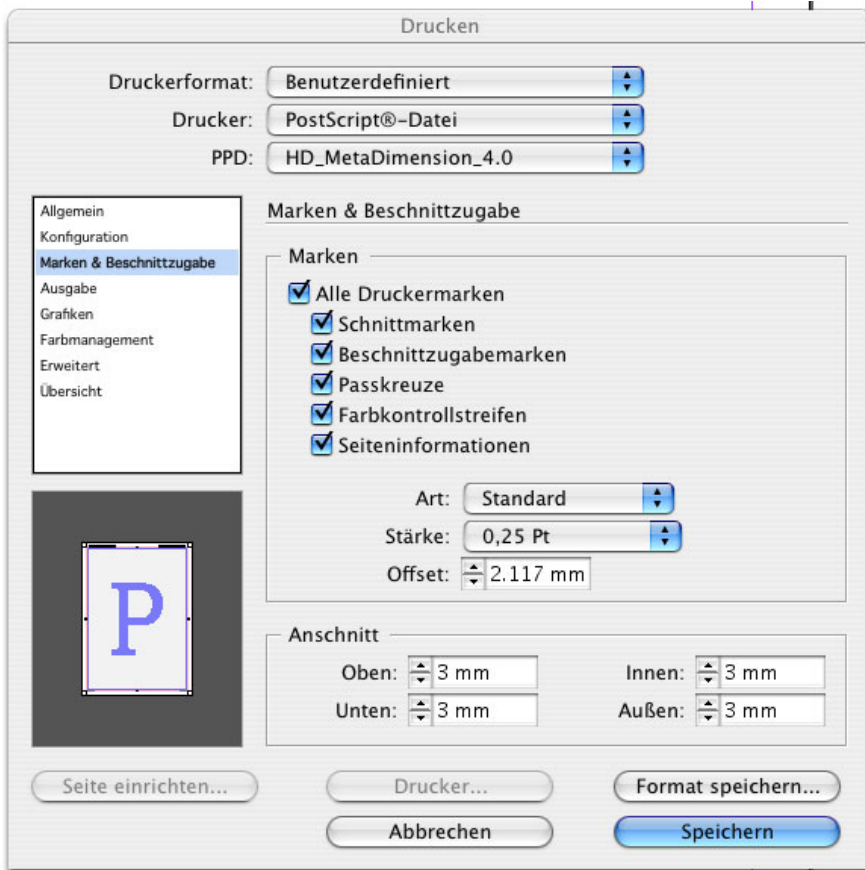 Drucken
Druckerformat: Benutzerdefiniert
Drucker: PostScript®-Datei
PPD: HD_MetaDimension_4.0
Allgemein
Konfiguration
Marken & Beschnittzugabe
Ausgabe
Grafiken
Farbmanagement
Erweitert
Übersicht
P
Marken & Beschnittzugabe
Marken
Alle Druckermarken
Schnittmarken
Beschnittzugabemarken
Passkreuze
Farbkontrollstreifen
Seiteninformationen
Art: Standard
Stärke: 0,25 Pt
Offset: 2.117 mm
Anschnitt
Oben: 3 mm Innen: 3 mm
Unten: 3 mm Außen: 3 mm
Seite einrichten... Drucker... Format speichern...
Abbrechen Speichern